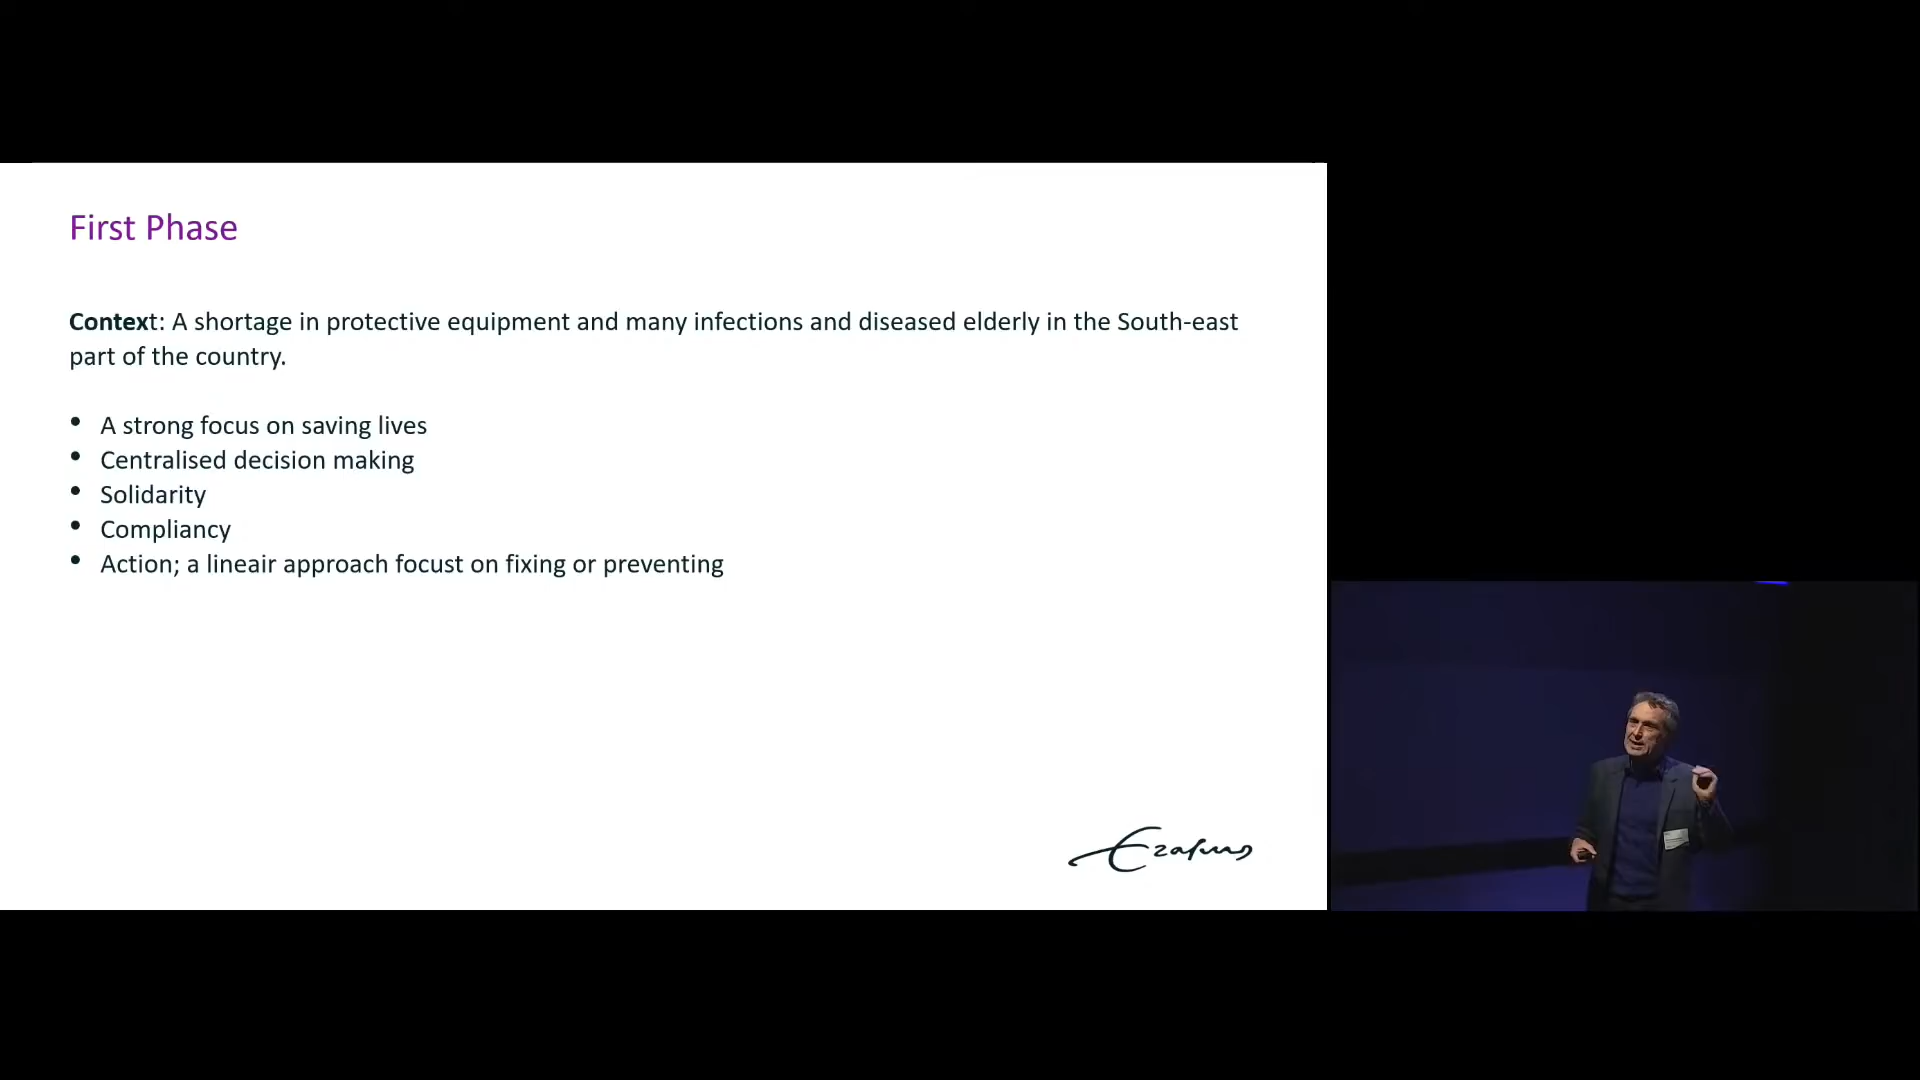 First Phase
Context: A shortage in protective equipment and many infections and diseased elderly in the South-east
part of the country.
• A strong focus on saving lives
• Centralised decision making
• Solidarity
• Compliancy
• Action; a lineair approach focust on fixing or preventing
Erasmus